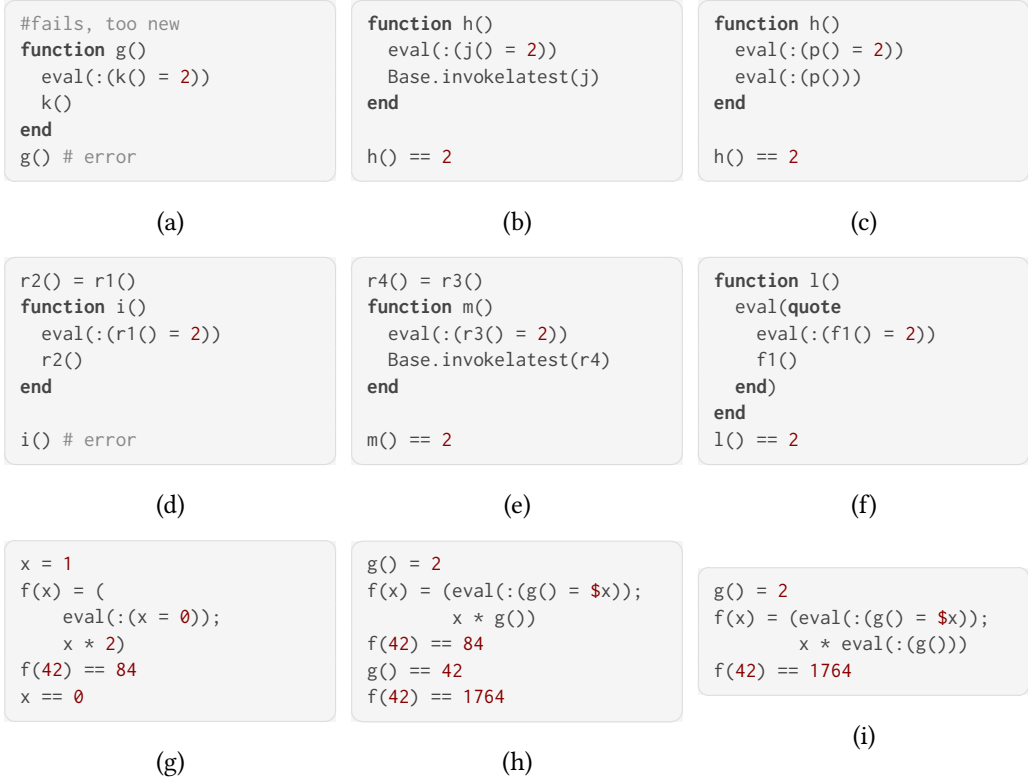 #fails, too new
function g()
  eval(:(k() = 2))
  k()
end
g() # error
(a)
function h()
  eval(:(j() = 2))
  Base.invokelatest(j)
end
h() == 2
(b)
function h()
  eval(:(p() = 2))
  eval(:(p()))
end
h() == 2
(c)
r2() = r1()
function i()
  eval(:(r1() = 2))
  r2()
end
i() # error
(d)
r4() = r3()
function m()
  eval(:(r3() = 2))
  Base.invokelatest(r4)
end
m() == 2
(e)
function l()
  eval(quote
    eval(:(f1() = 2))
    f1()
  end)
end
l() == 2
(f)
x = 1
f(x) = (
    eval(:(x = 0));
    x * 2)
f(42) == 84
x == 0
(g)
g() = 2
f(x) = (eval(:(g() = $x));
        x * g())
f(42) == 84
g() == 42
f(42) == 1764
(h)
g() = 2
f(x) = (eval(:(g() = $x));
        x * eval(:(g()))
f(42) == 1764
(i)